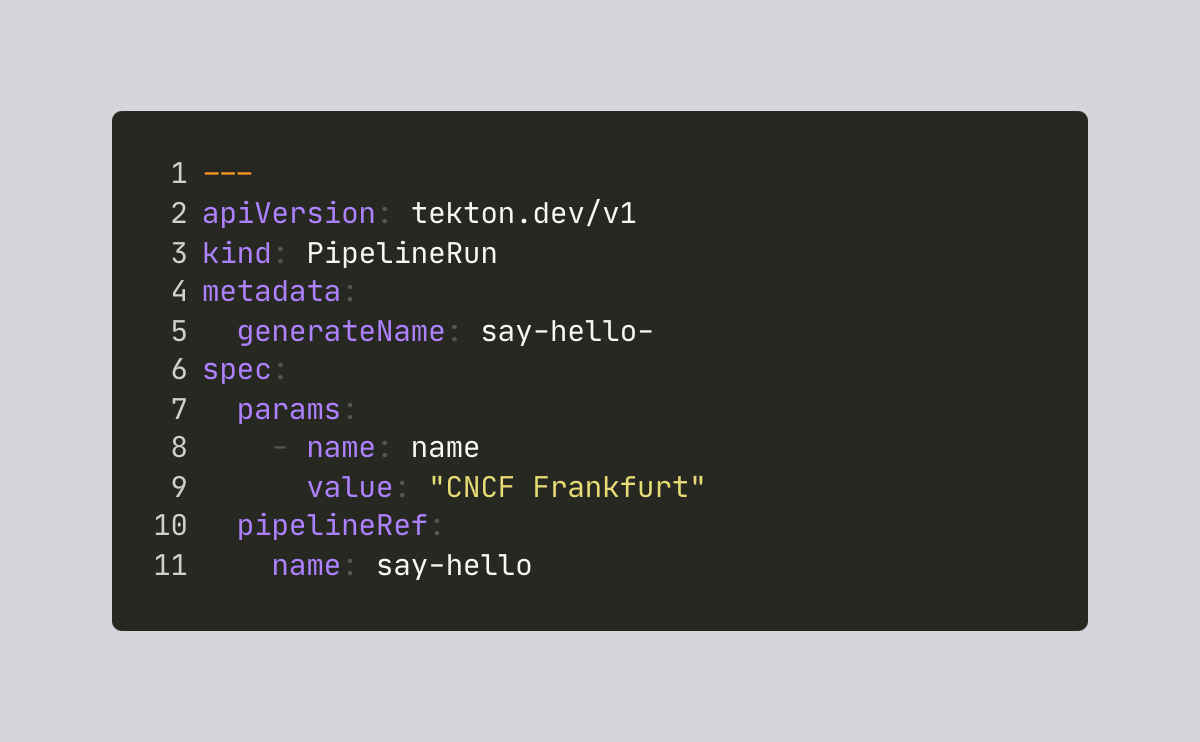 1 ---
2 apiVersion: tekton.dev/v1
3 kind: PipelineRun
4 metadata:
5   generateName: say-hello-
6 spec:
7   params:
8     - name: name
9       value: "CNCF Frankfurt"
10   pipelineRef:
11     name: say-hello